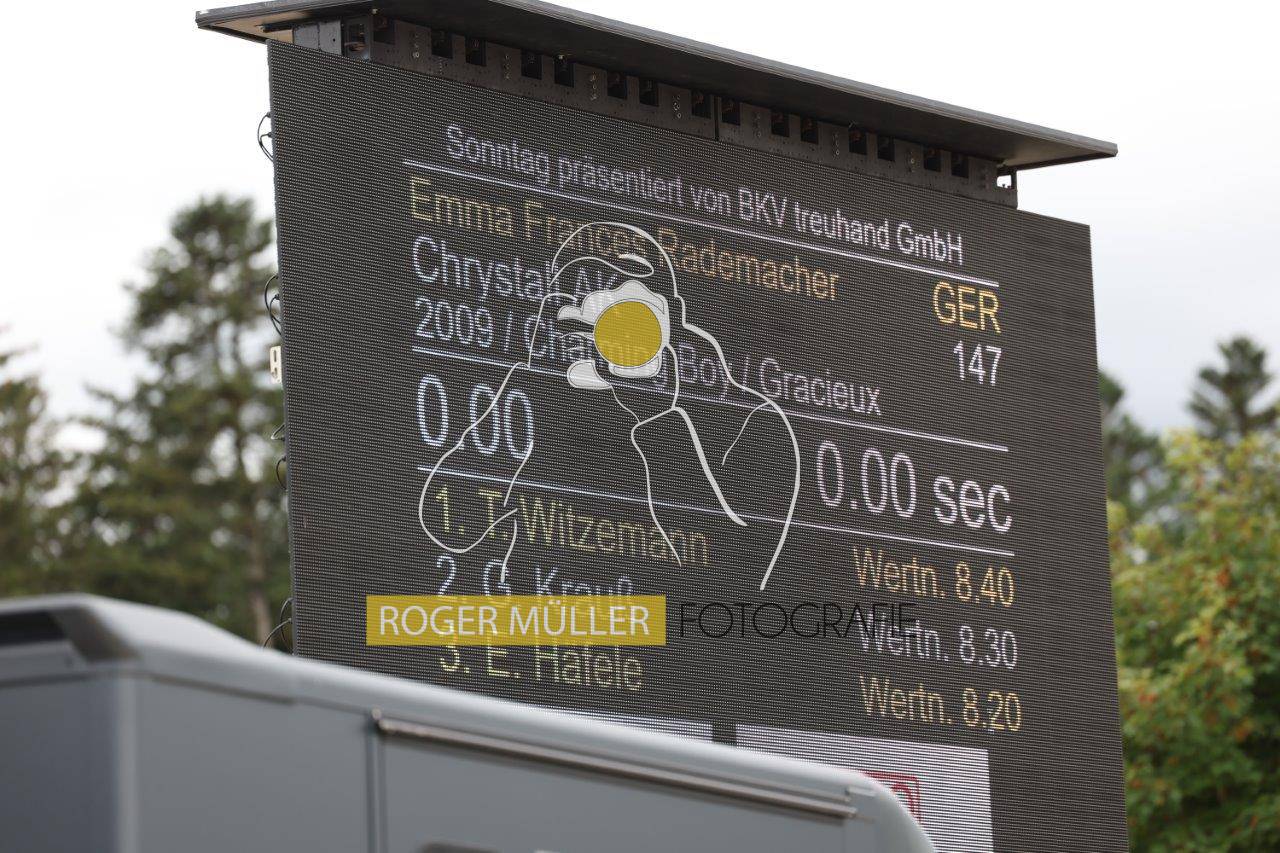 Sonntag präsentiert von BKV treuhand GmbH
Emma Frances Rademacher GER
Chrystal AK 147
2009 / Charming Boy / Gracieux
0.00 0.00 sec
1. T. Witzemann Wertn. 8.40
2. G. Krauß Wertn. 8.30
ROGER MÜLLER FOTOGRAFIE
3. E. Häfele Wertn. 8.20